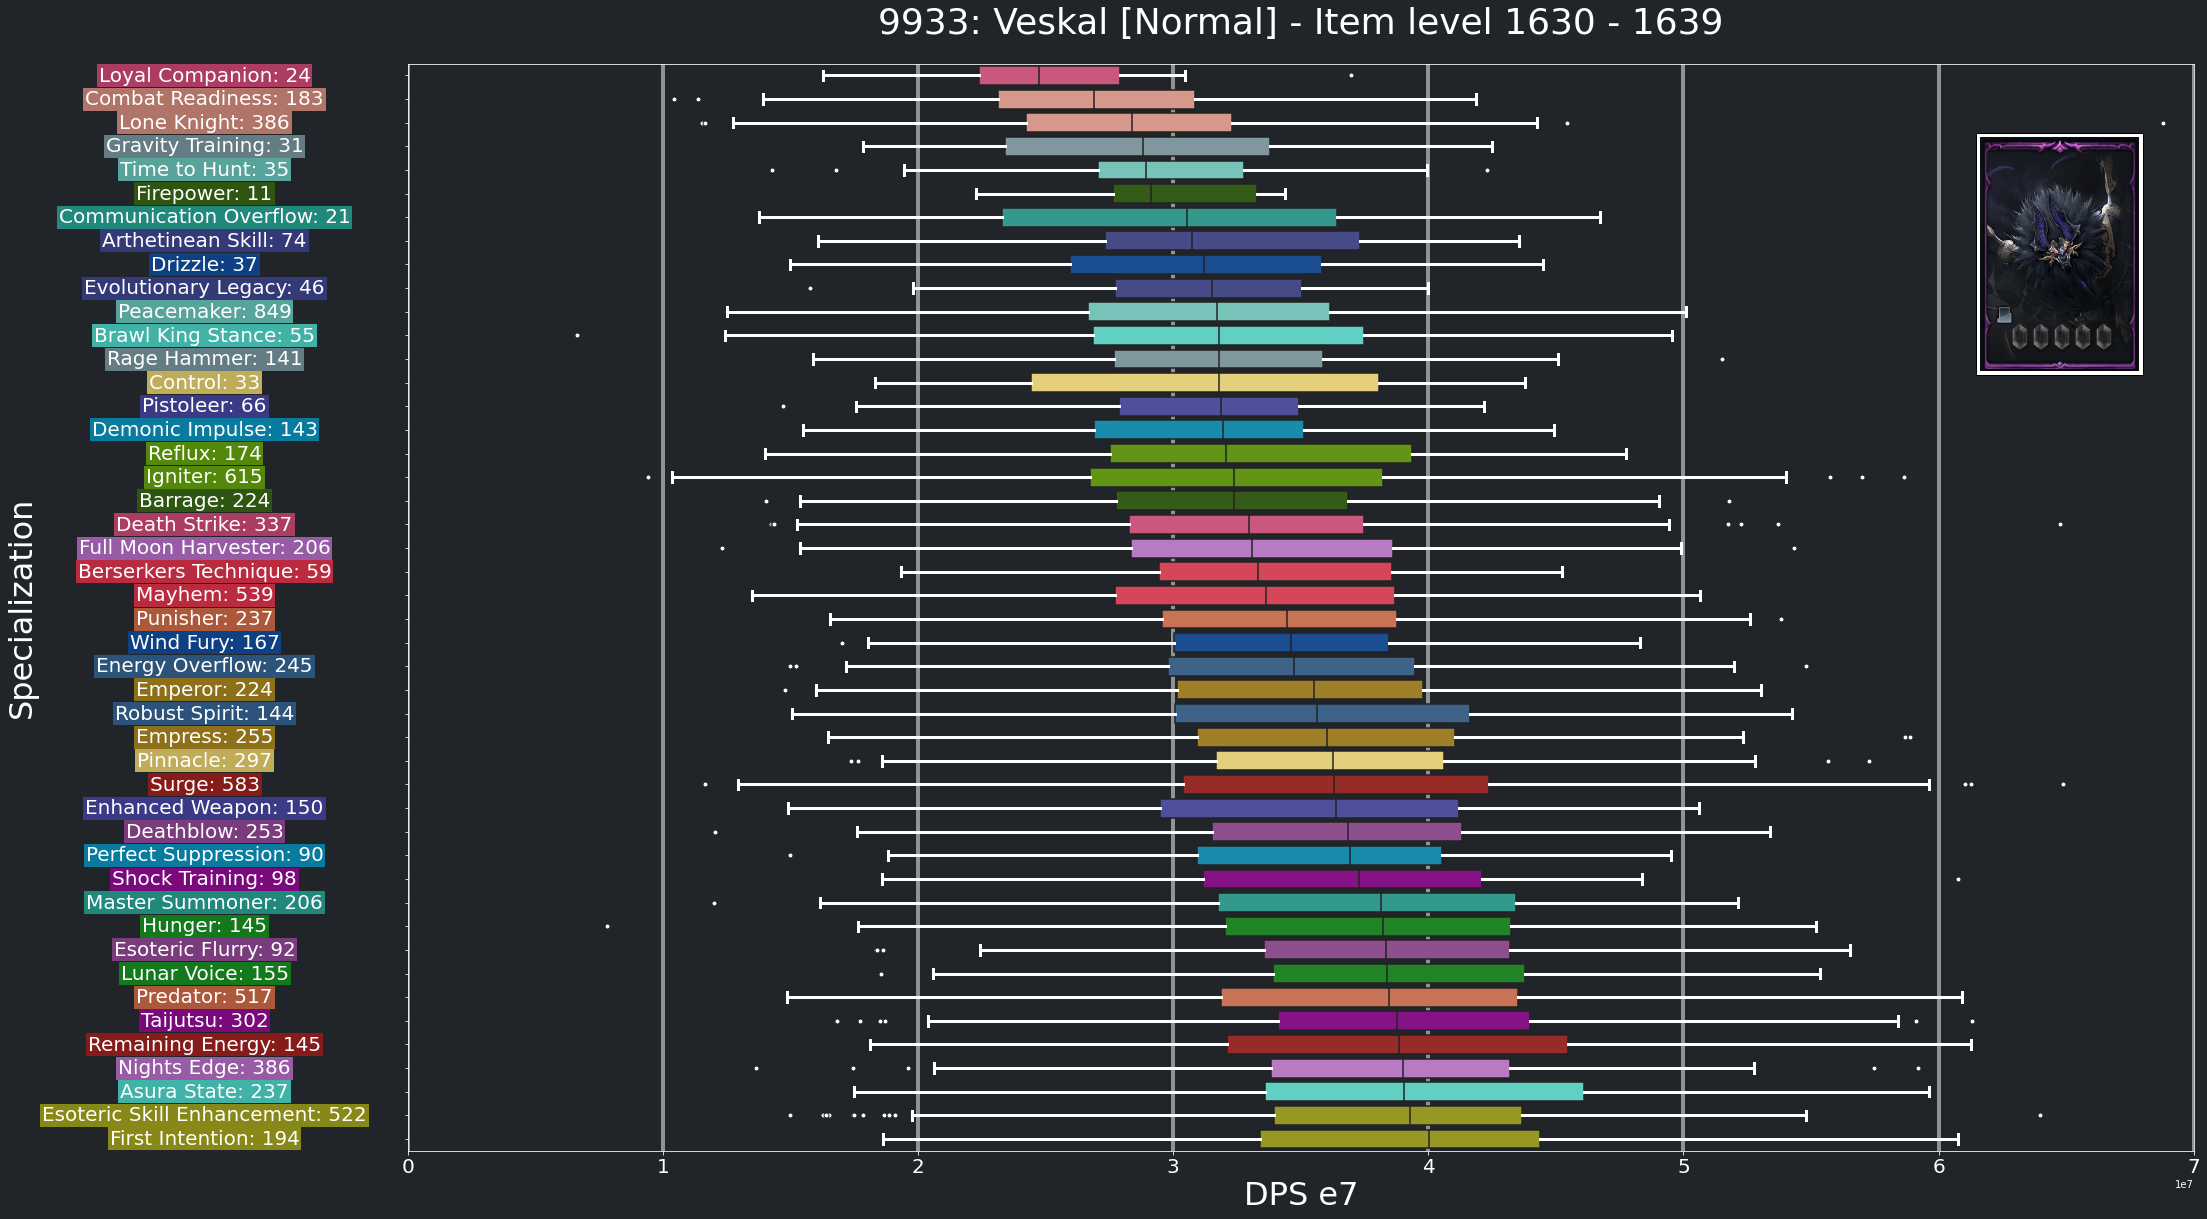 9933: Veskal [Normal] - Item level 1630 - 1639
Loyal Companion: 24
Combat Readiness: 183
Lone Knight: 386
Gravity Training: 31
Time to Hunt: 35
Firepower: 11
Communication Overflow: 21
Arthetinean Skill: 74
Drizzle: 37
Evolutionary Legacy: 46
Peacemaker: 849
Brawl King Stance: 55
Rage Hammer: 141
Control: 33
Pistoleer: 66
Demonic Impulse: 143
Reflux: 174
Igniter: 615
Barrage: 224
Death Strike: 337
Full Moon Harvester: 206
Berserkers Technique: 59
Mayhem: 539
Punisher: 237
Wind Fury: 167
Energy Overflow: 245
Emperor: 224
Robust Spirit: 144
Empress: 255
Pinnacle: 297
Surge: 583
Enhanced Weapon: 150
Deathblow: 253
Perfect Suppression: 90
Shock Training: 98
Master Summoner: 206
Hunger: 145
Esoteric Flurry: 92
Lunar Voice: 155
Predator: 517
Taijutsu: 302
Remaining Energy: 145
Nights Edge: 386
Asura State: 237
Esoteric Skill Enhancement: 522
First Intention: 194
Specialization
0 1 2 3 4 5 6 7
1e7
DPS e7